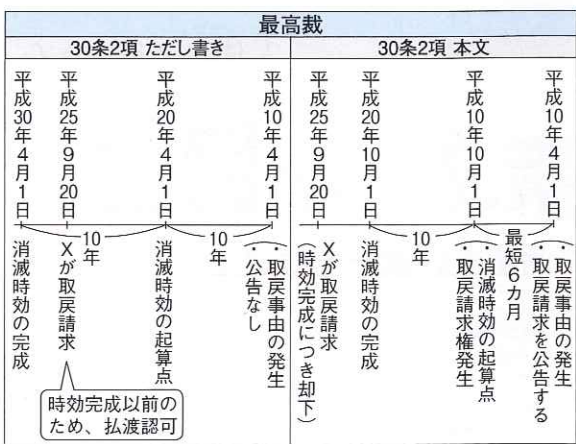 最高裁
30条2項 本文
平成10年4月1日
・取戻事由の発生
・取戻請求を公告する
最短6カ月
平成10年10月1日
・消滅時効の起算点
・取戻請求権発生
10年
平成20年10月1日
消滅時効の完成
平成25年9月20日
Xが取戻請求
(時効完成につき却下)
30条2項 ただし書き
平成10年4月1日
・取戻事由の発生
・公告なし
10年
平成20年4月1日
消滅時効の起算点
10年
平成25年9月20日
Xが取戻請求
時効完成以前の
ため、払渡認可
平成30年4月1日
消滅時効の完成